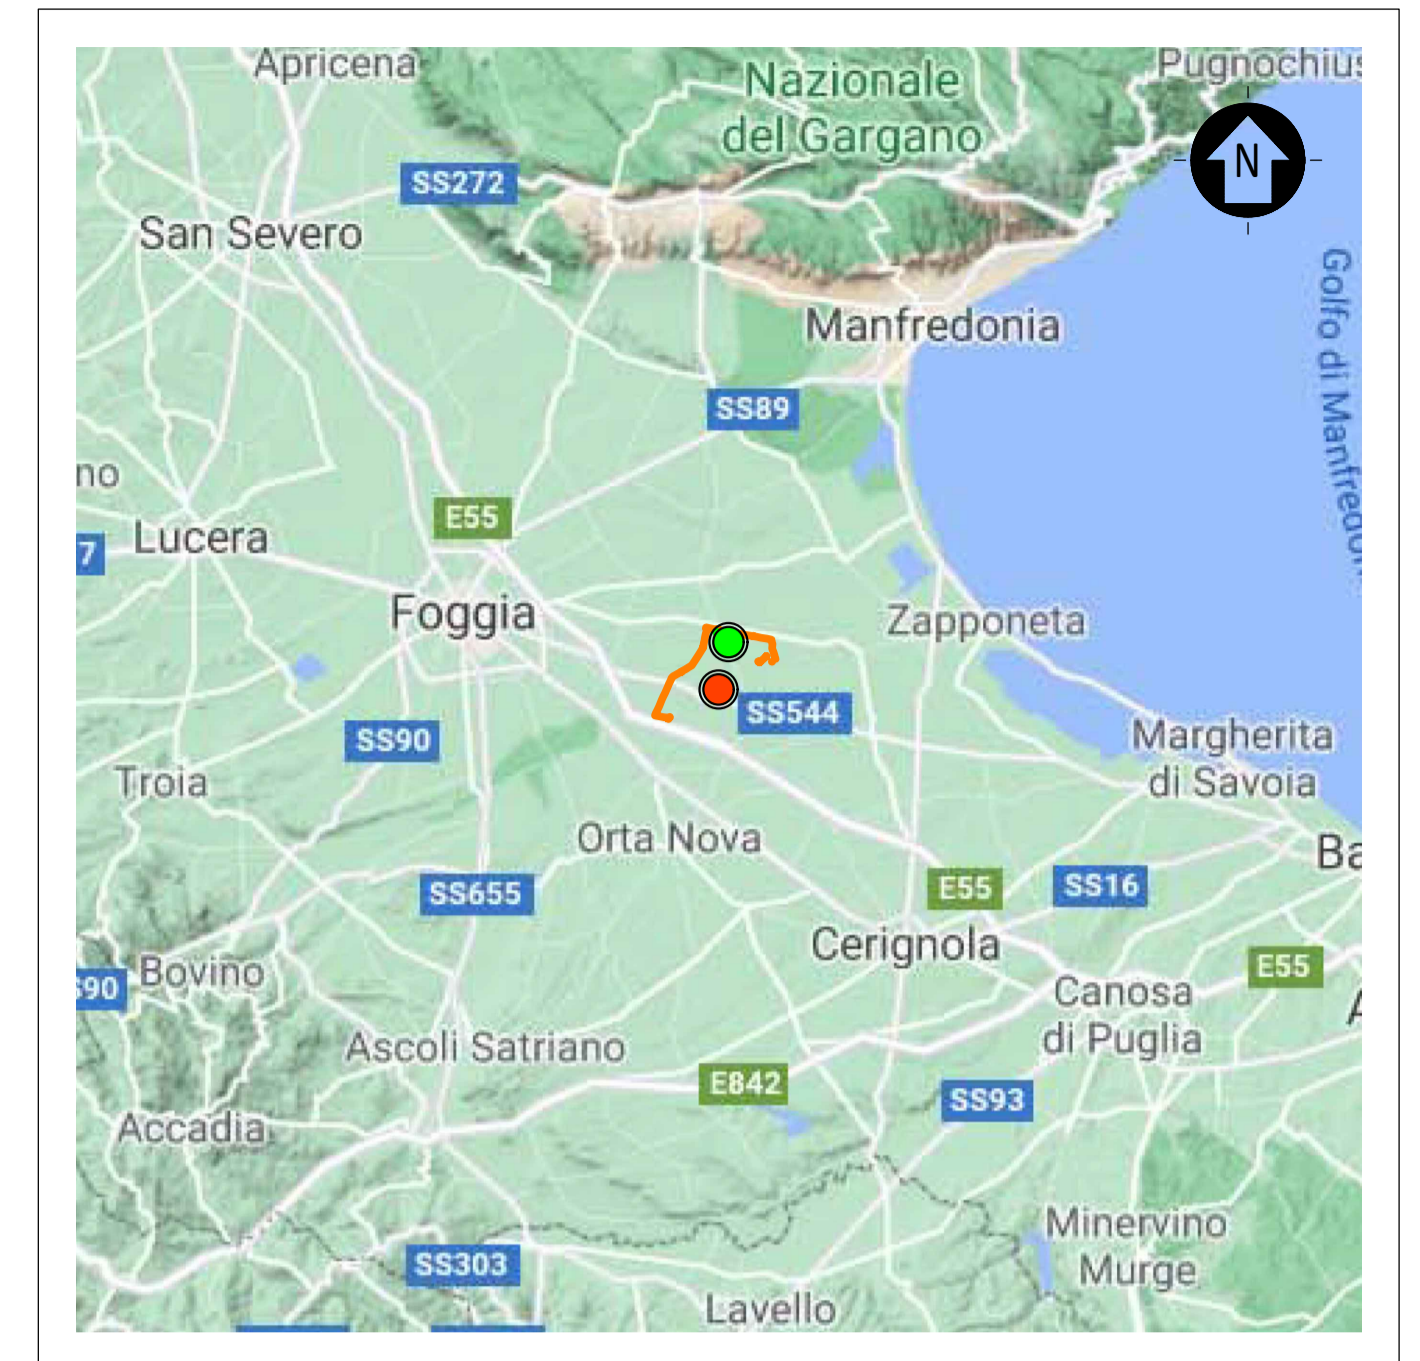 Apricena
Nazionale
del Gargano
Pugnochius
N
SS272
San Severo
Golfo di Manfredon
Manfredonia
SS89
no
E55
Lucera
7
Foggia
Zapponeta
SS544
SS90
Margherita
di Savoia
Troia
Orta Nova
Ba
SS655
E55
SS16
Cerignola
E55
Bovino
S90
Canosa
di Puglia
A
Ascoli Satriano
E842
SS93
Accadia
Minervino
Murge
SS303
Lavello